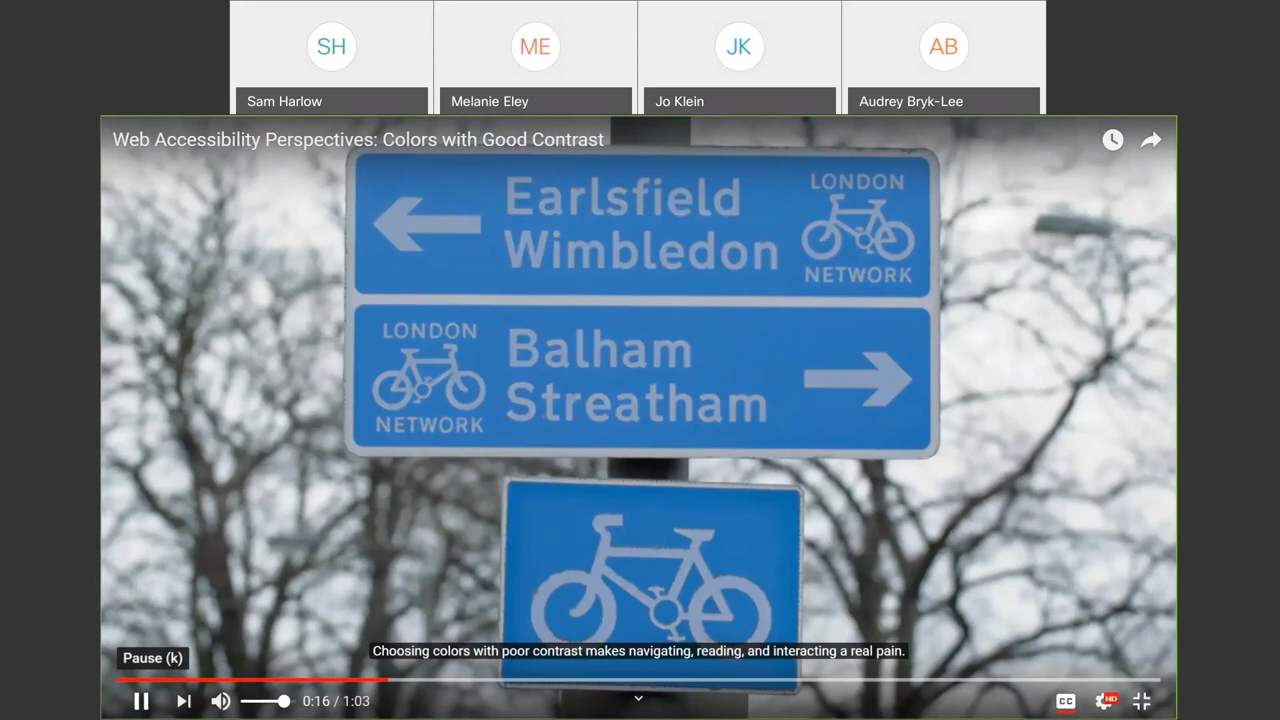 SH
ME
JK
AB
Sam Harlow
Melanie Eley
Jo Klein
Audrey Bryk-Lee
Web Accessibility Perspectives: Colors with Good Contrast
Earlsfield
Wimbledon
LONDON
NETWORK
LONDON
NETWORK
Balham
Streatham
Choosing colors with poor contrast makes navigating, reading, and interacting a real pain.
Pause (k)
0:16 / 1:03
CC
HD